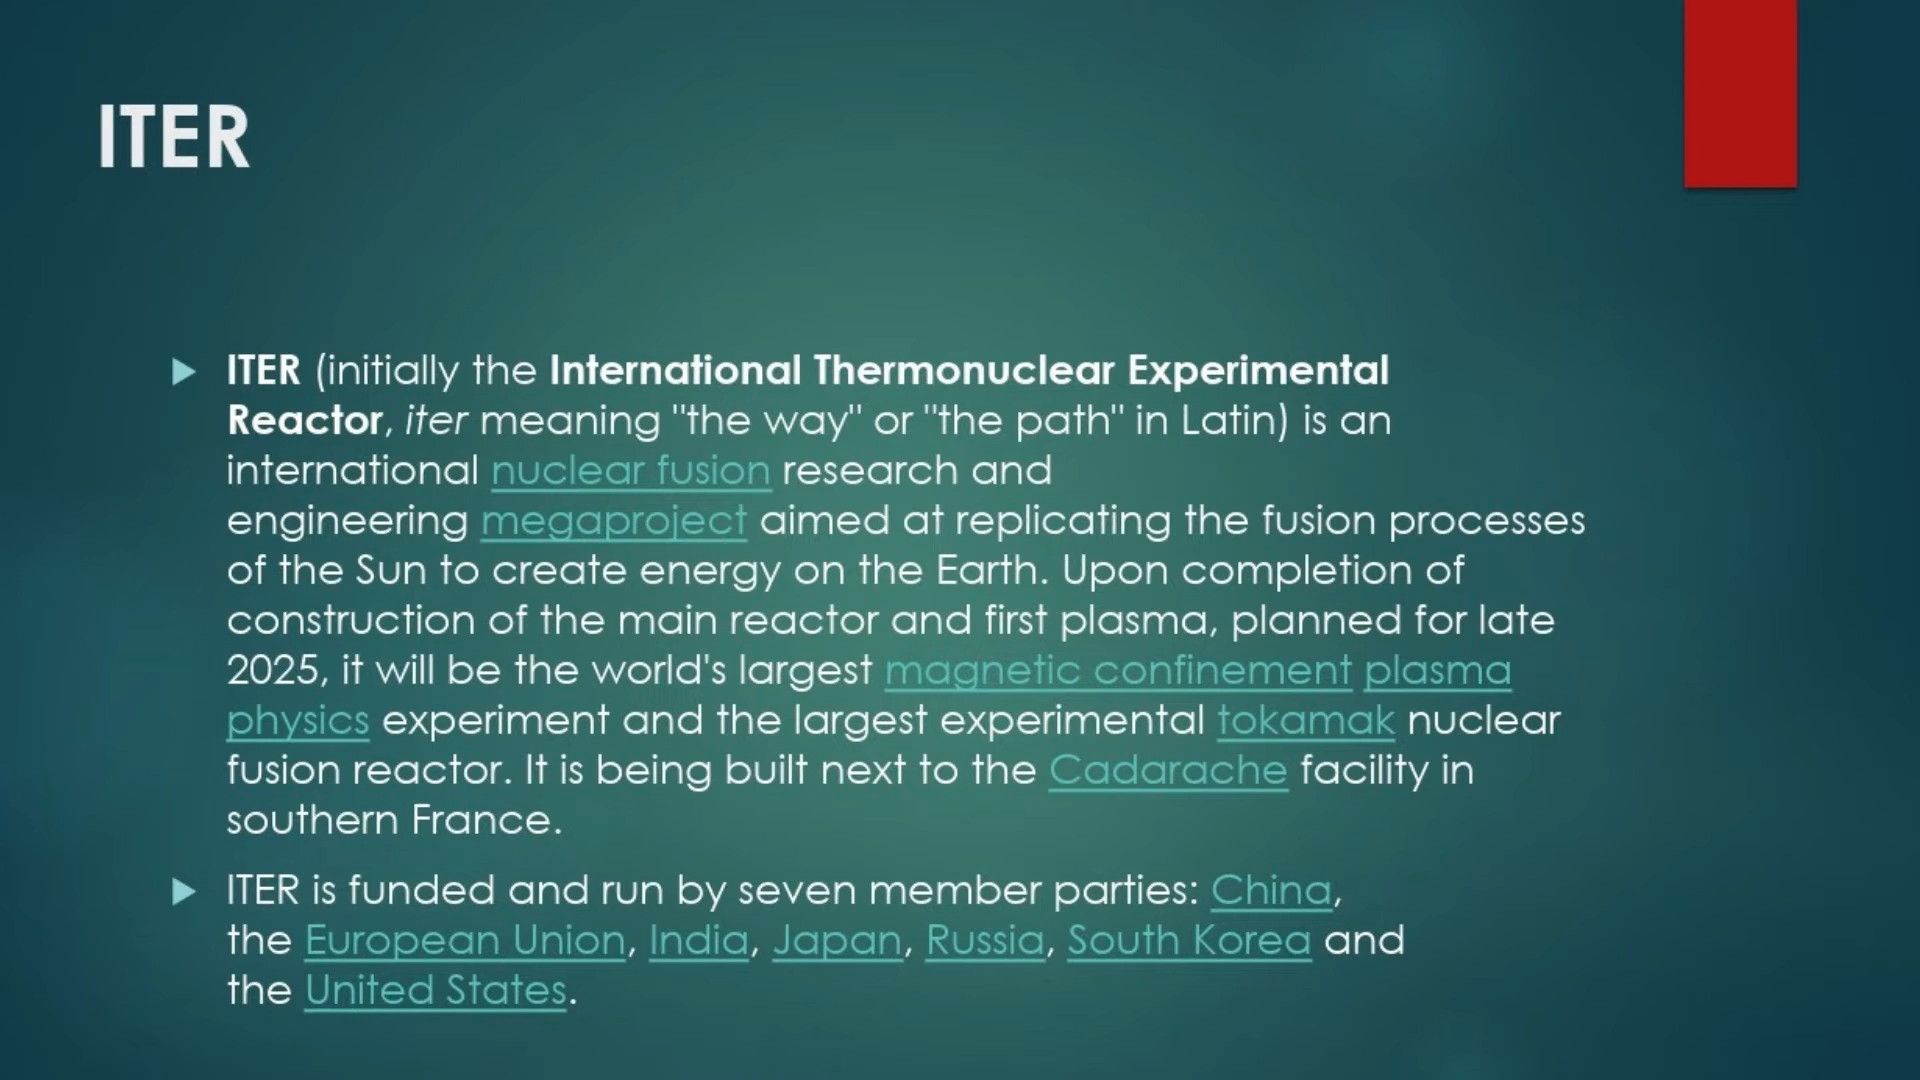 ITER
ITER (initially the International Thermonuclear Experimental
Reactor, iter meaning "the way" or "the path" in Latin) is an
international nuclear fusion research and
engineering megaproject aimed at replicating the fusion processes
of the Sun to create energy on the Earth. Upon completion of
construction of the main reactor and first plasma, planned for late
2025, it will be the world's largest magnetic confinement plasma
physics experiment and the largest experimental tokamak nuclear
fusion reactor. It is being built next to the Cadarache facility in
southern France.
ITER is funded and run by seven member parties: China,
the European Union, India, Japan, Russia, South Korea and
the United States.